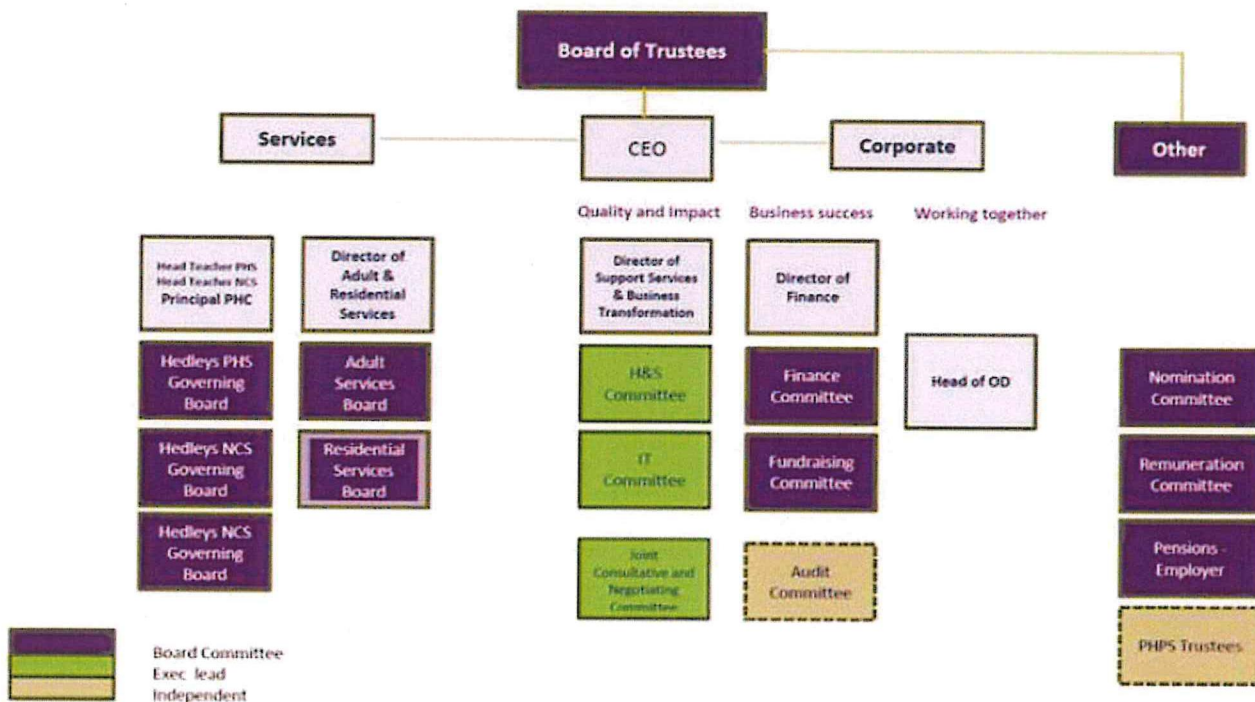 Board of Trustees
Services
CEO
Corporate
Other
Quality and Impact
Business success
Working together
Head Teacher PHS
Head Teacher NCS
Principal PHC
Director of
Adult &
Residential
Services
Director of
Support Services
& Business
Transformation
Director of
Finance
Head of OD
Hedleys PHS
Governing
Board
Adult
Services
Board
H&S
Committee
Finance
Committee
Nomination
Committee
Hedleys NCS
Governing
Board
Residential
Services
Board
IT
Committee
Fundraising
Committee
Remuneration
Committee
Hedleys NCS
Governing
Board
Joint
Consultative and
Negotiating
Committee
Audit
Committee
Pensions -
Employer
PHPS Trustees
Board Committee
Exec lead
Independent